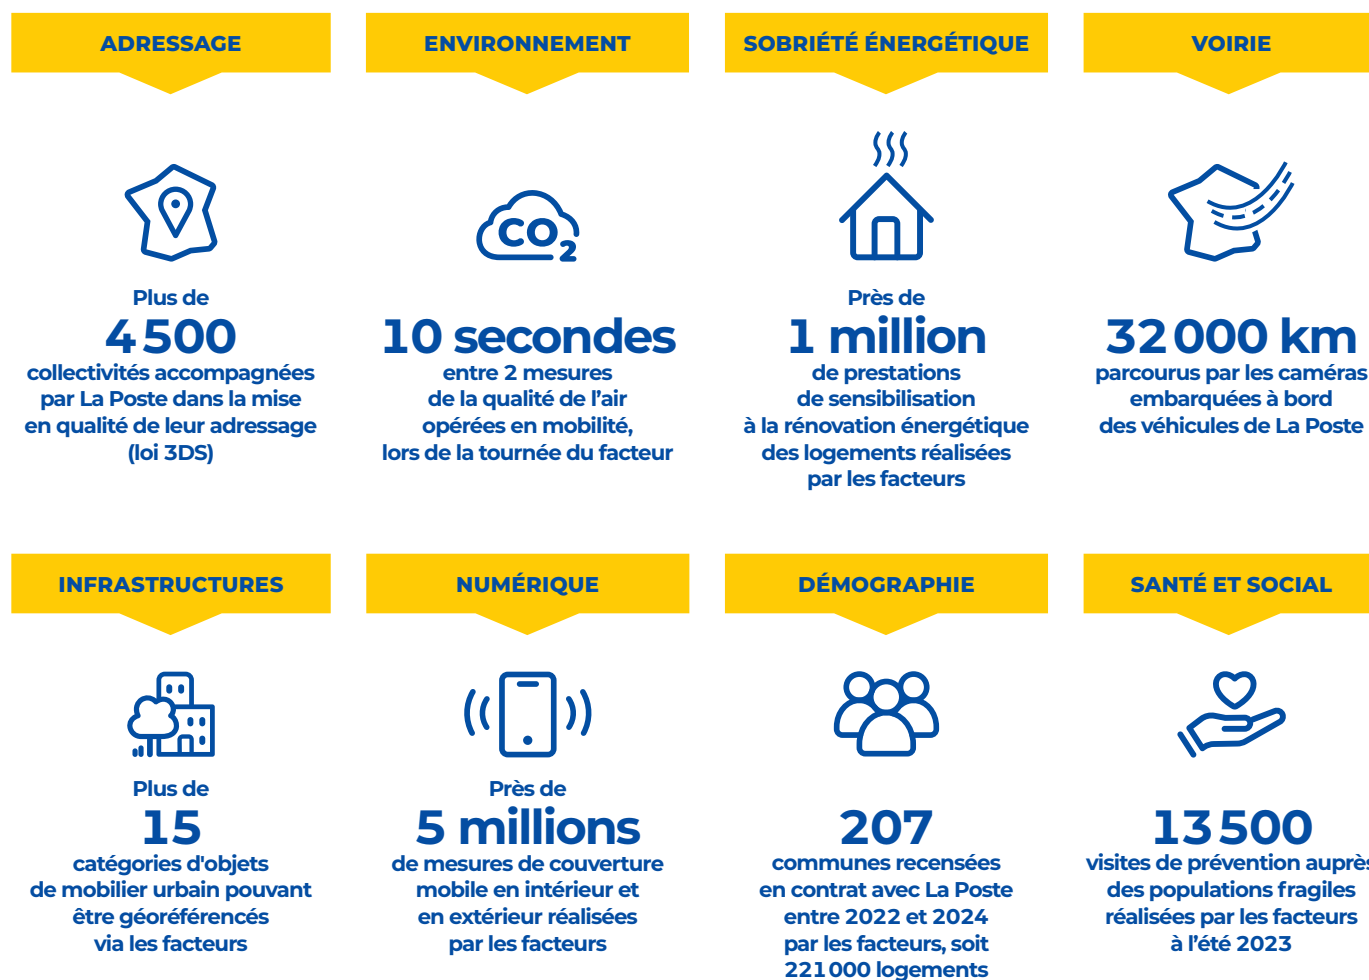 ADRESSAGE
Plus de
4 500
collectivités accompagnées
par La Poste dans la mise
en qualité de leur adressage
(loi 3DS)
ENVIRONNEMENT
CO2
10 secondes
entre 2 mesures
de la qualité de l’air
opérées en mobilité,
lors de la tournée du facteur
SOBRIÉTÉ ÉNERGÉTIQUE
Près de
1 million
de prestations
de sensibilisation
à la rénovation énergétique
des logements réalisées
par les facteurs
VOIRIE
32 000 km
parcourus par les caméras
embarquées à bord
des véhicules de La Poste
INFRASTRUCTURES
Plus de
15
catégories d'objets
de mobilier urbain pouvant
être géoréférencés
via les facteurs
NUMÉRIQUE
Près de
5 millions
de mesures de couverture
mobile en intérieur et
en extérieur réalisées
par les facteurs
DÉMOGRAPHIE
207
communes recensées
en contrat avec La Poste
entre 2022 et 2024
par les facteurs, soit
221 000 logements
SANTÉ ET SOCIAL
13 500
visites de prévention auprès
des populations fragiles
réalisées par les facteurs
à l’été 2023